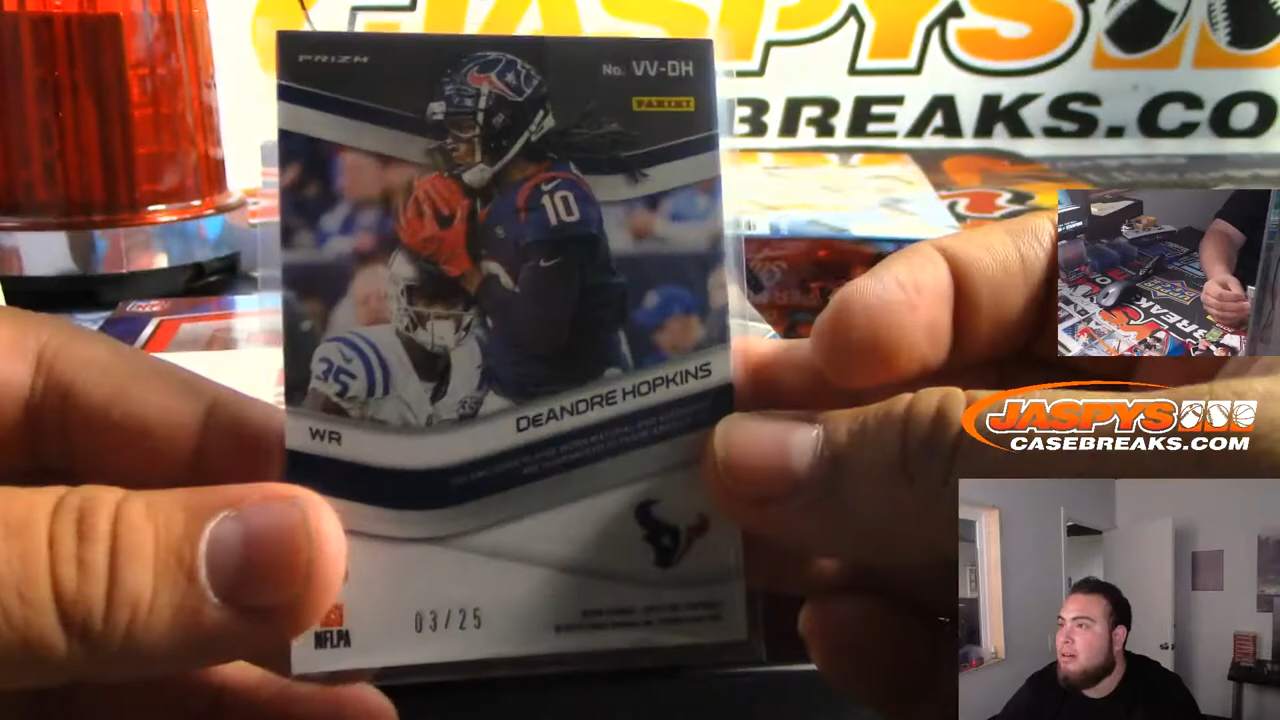 JASPYS
BREAKS.CO
PRIZM
No. VV-DH
PANINI
10
35
DEANDRE HOPKINS
WR
03/25
NFLPA
JASPYS
CASEBREAKS.COM